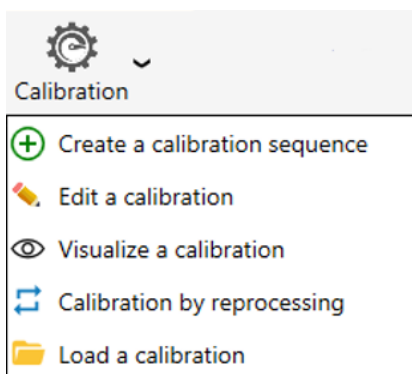 Calibration
Create a calibration sequence
Edit a calibration
Visualize a calibration
Calibration by reprocessing
Load a calibration